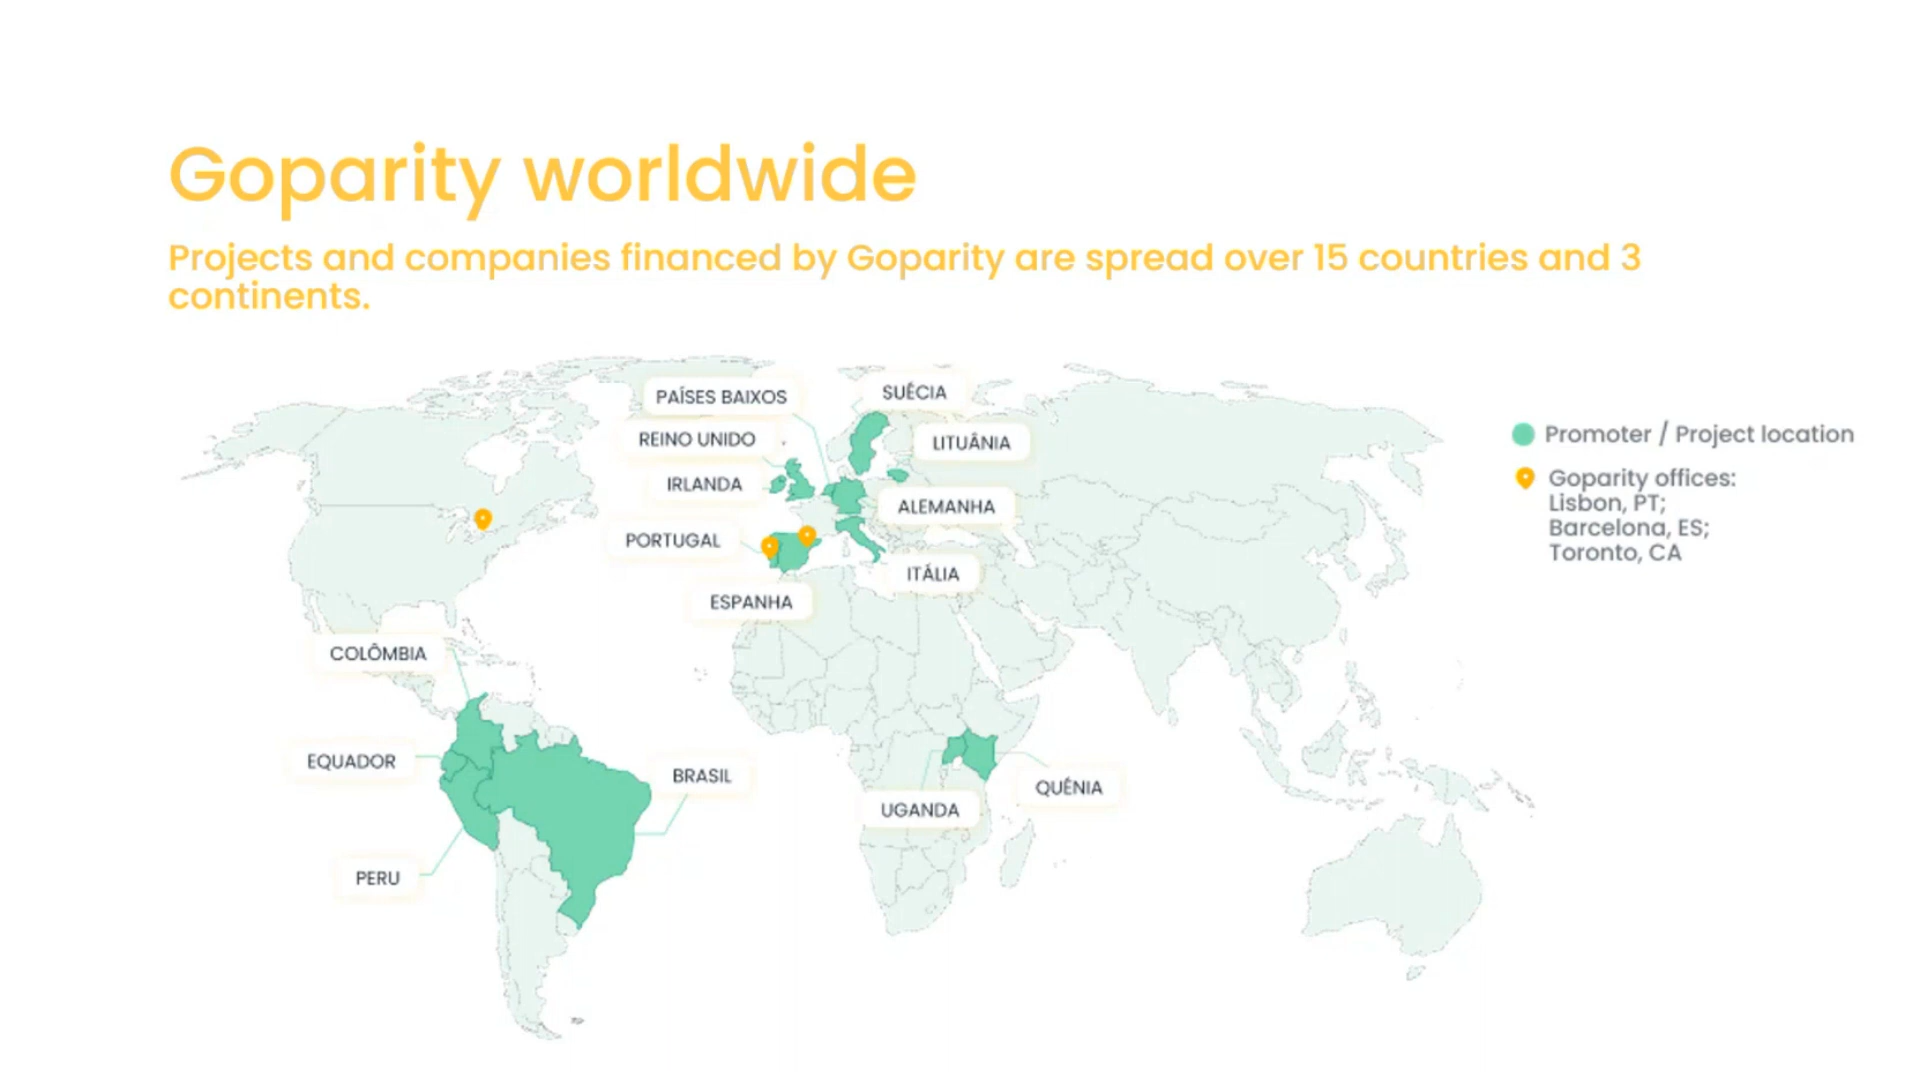 Goparity worldwide
Projects and companies financed by Goparity are spread over 15 countries and 3
continents.
PAÍSES BAIXOS
SUÉCIA
REINO UNIDO
LITUÂNIA
IRLANDA
ALEMANHA
PORTUGAL
ITÁLIA
ESPANHA
COLÔMBIA
EQUADOR
BRASIL
PERU
UGANDA
QUÉNIA
Promoter / Project location
Goparity offices:
Lisbon, PT;
Barcelona, ES;
Toronto, CA